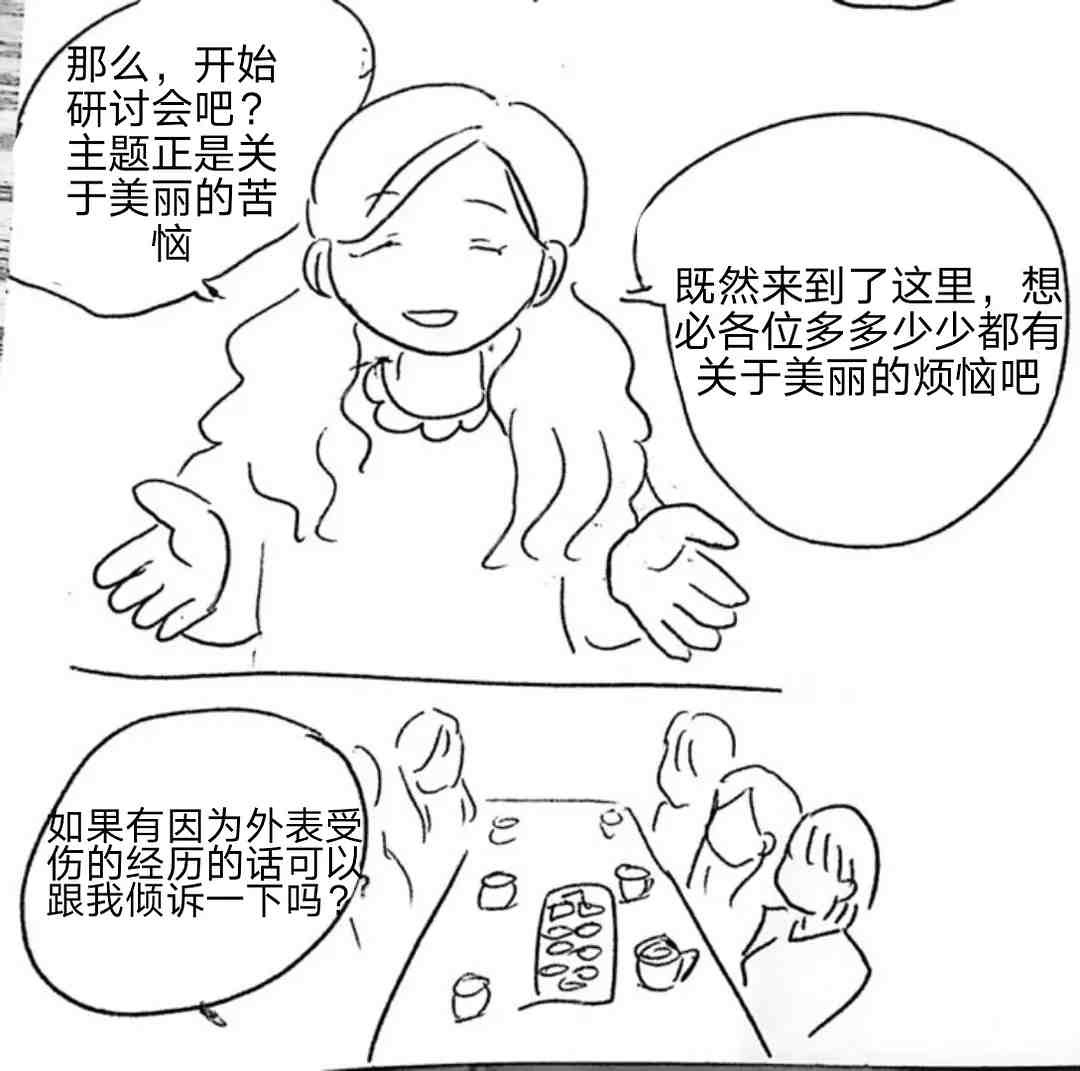 那么，开始
研讨会吧？
主题正是关
于美丽的苦
恼
既然来到了这里，想
必各位多多少少都有
关于美丽的烦恼吧
如果有因为外表受
伤的经历的话可以
跟我倾诉一下吗？